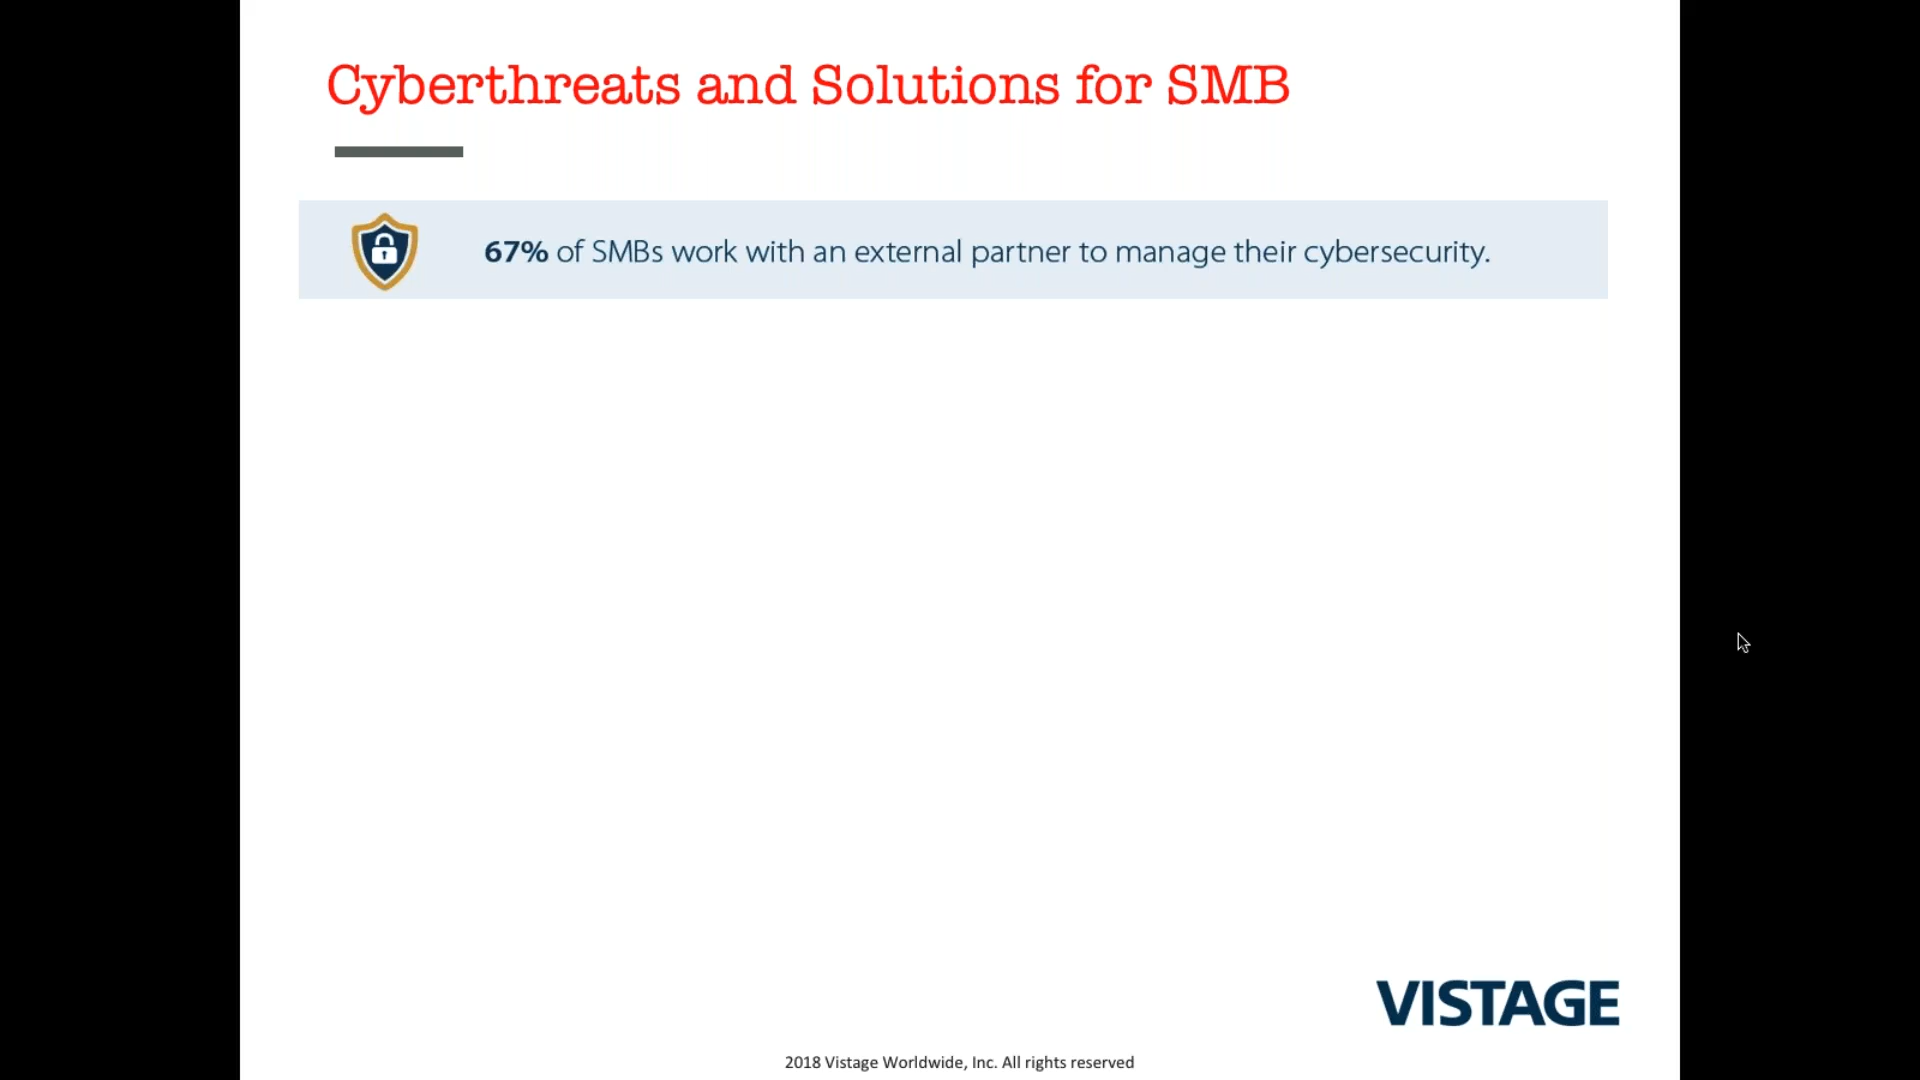 Cyberthreats and Solutions for SMB
67% of SMBs work with an external partner to manage their cybersecurity.
VISTAGE
2018 Vistage Worldwide, Inc. All rights reserved